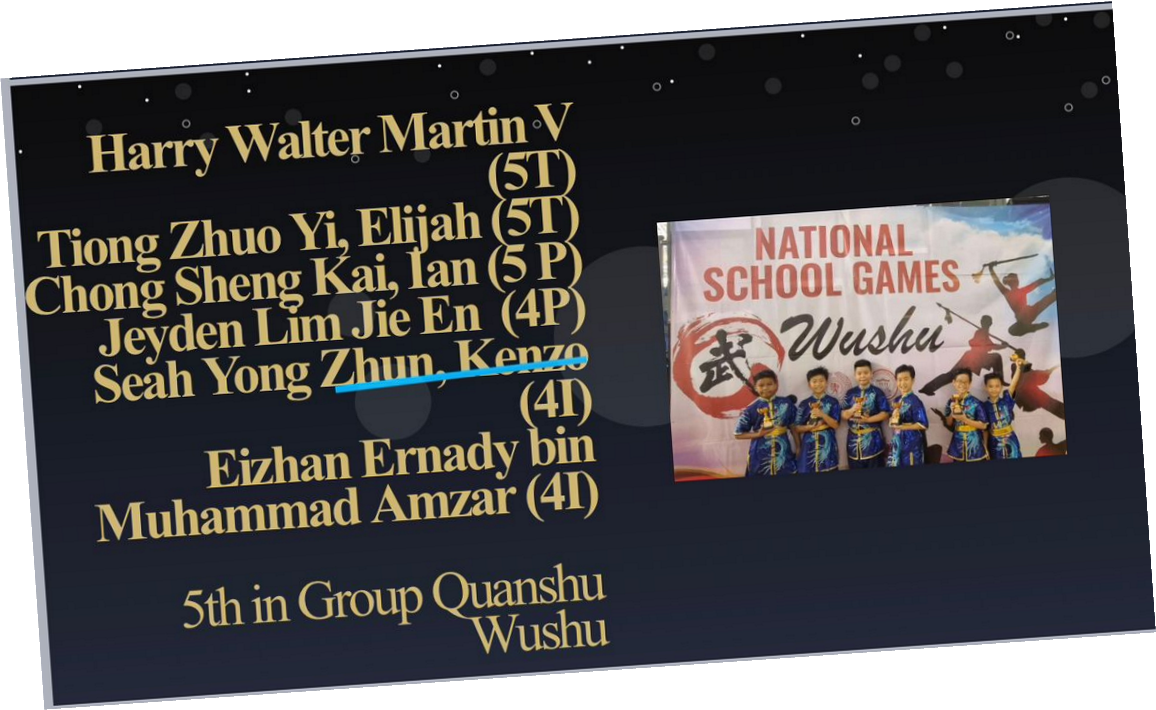 Harry Walter Martin V
(5T)
Tiong Zhuo Yi, Elijah (5T)
Chong Sheng Kai, Ian (5 P)
Jeyden Lim Jie En (4P)
Seah Yong Zhun, Kenzo
(4I)
Eizhan Ernady bin
Muhammad Amzar (4I)
5th in Group Quanshu
Wushu
NATIONAL
SCHOOL GAMES
武 Wushu